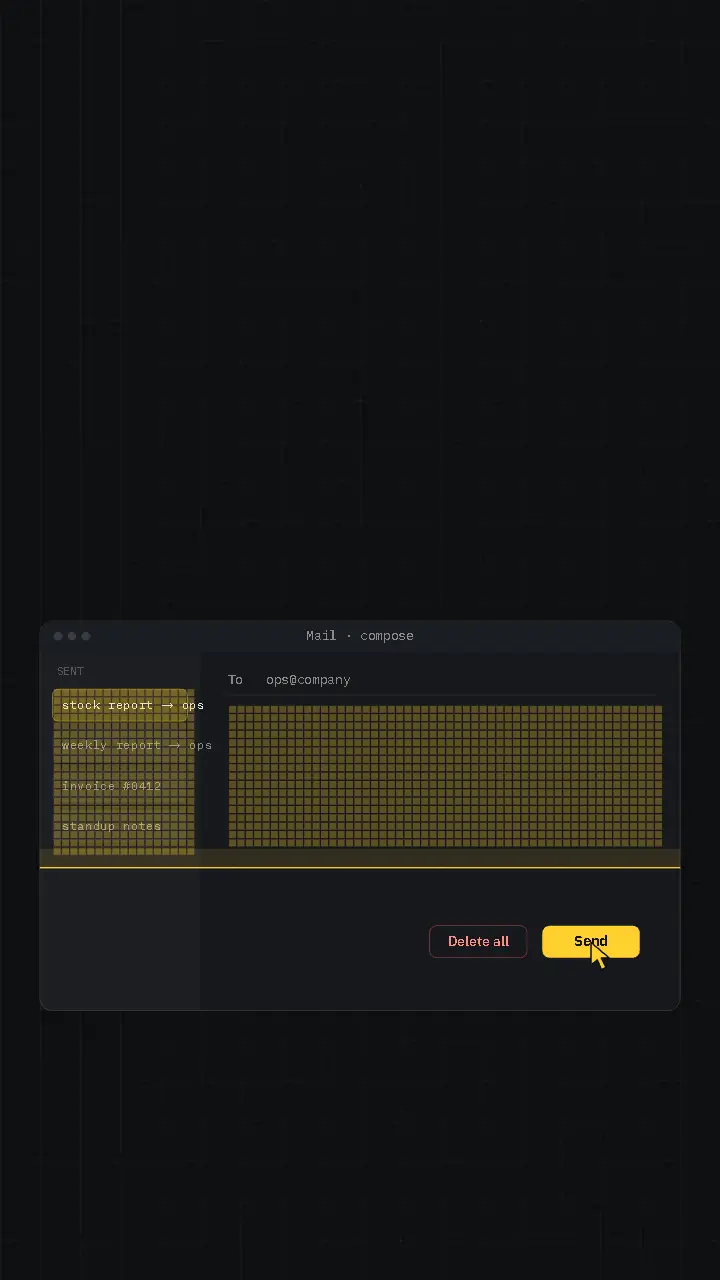 Mail · compose
SENT
stock report → ops
weekly report → ops
invoice #0412
standup notes
To ops@company
Delete all
Send